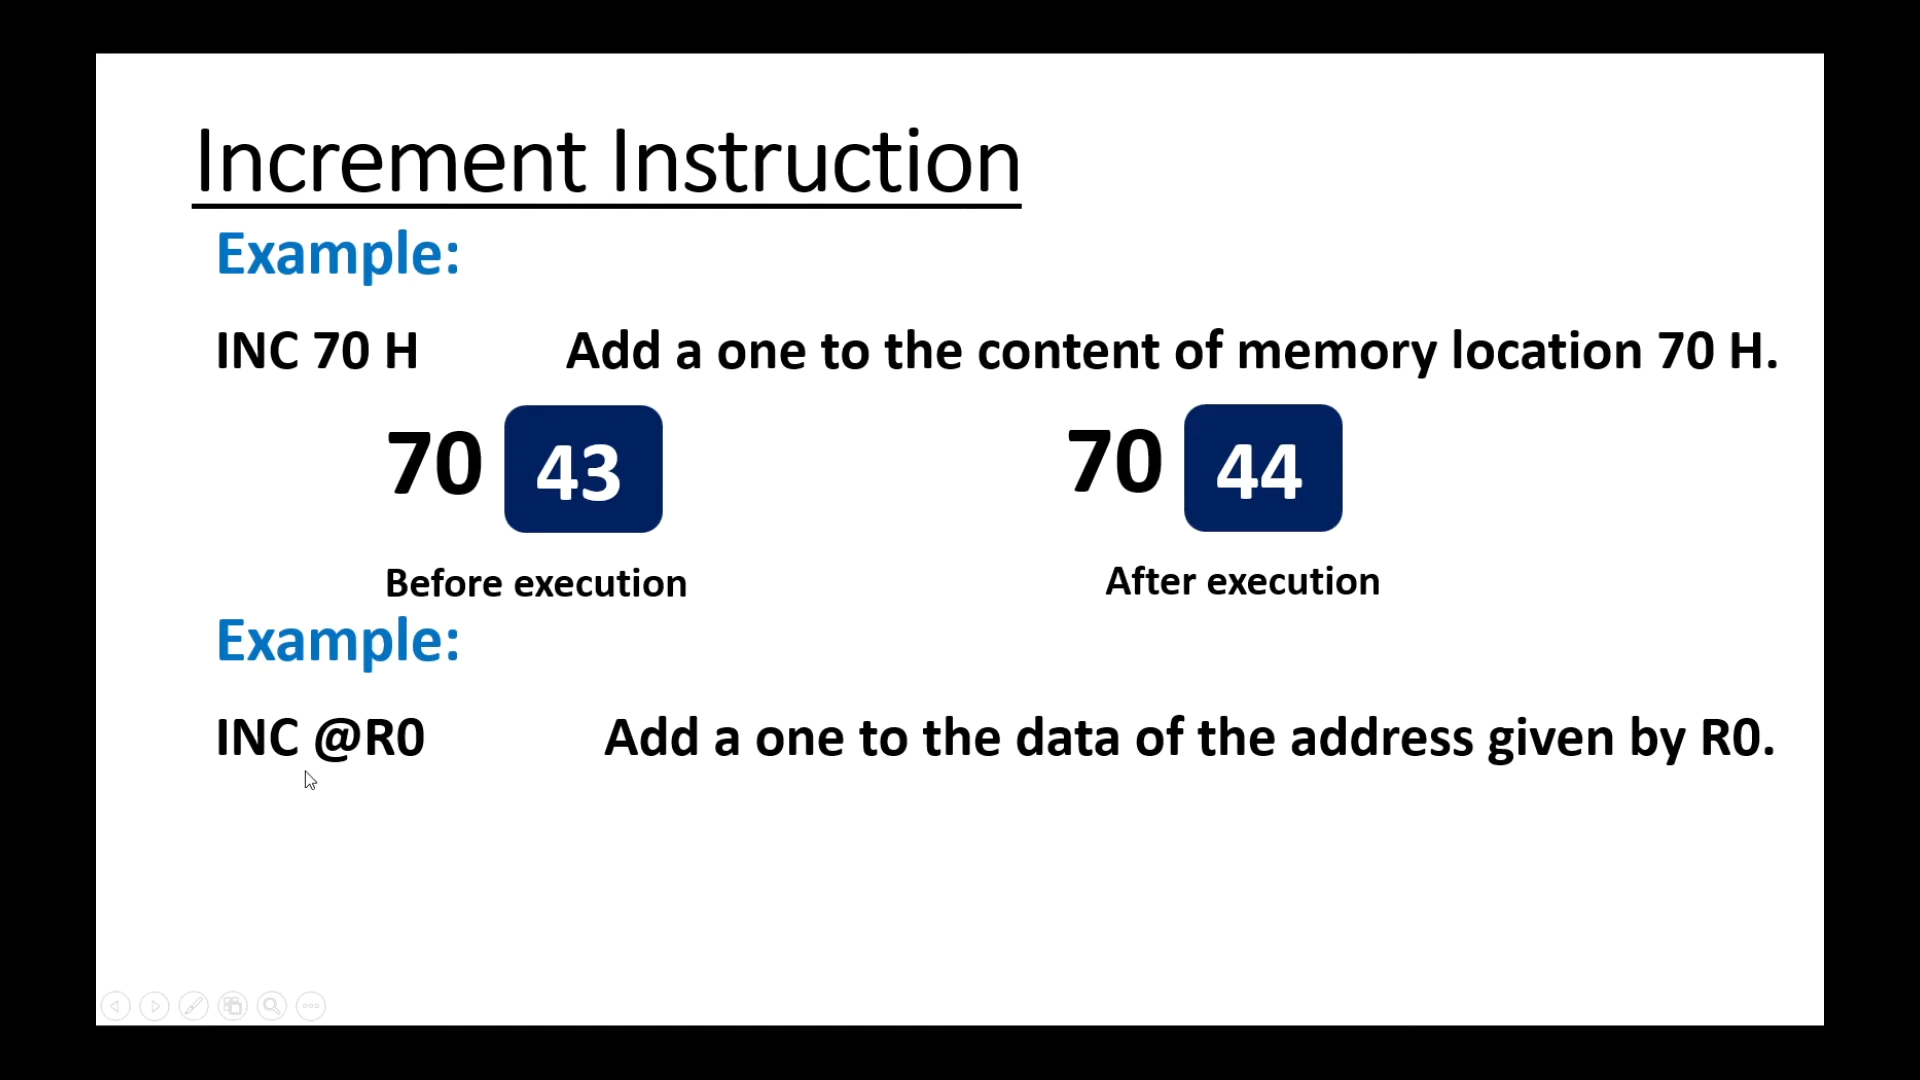 Increment Instruction
Example:
INC 70 H Add a one to the content of memory location 70 H.
70 43 70 44
Before execution After execution
Example:
INC @R0 Add a one to the data of the address given by R0.